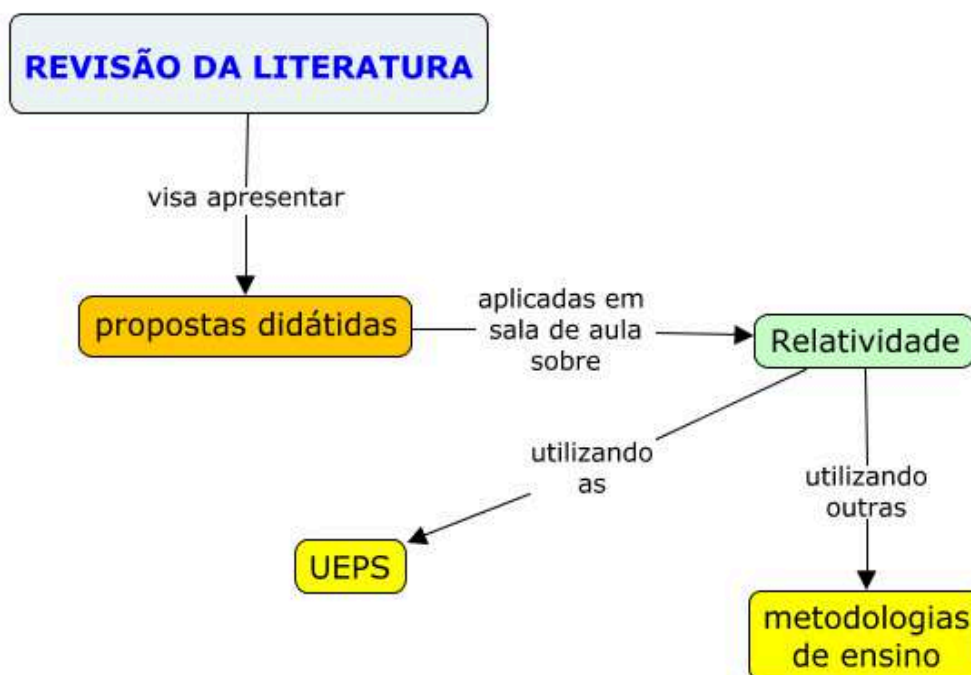 REVISÃO DA LITERATURA
visa apresentar
propostas didátidas
aplicadas em
sala de aula
sobre
Relatividade
utilizando
as
utilizando
outras
UEPS
metodologias
de ensino